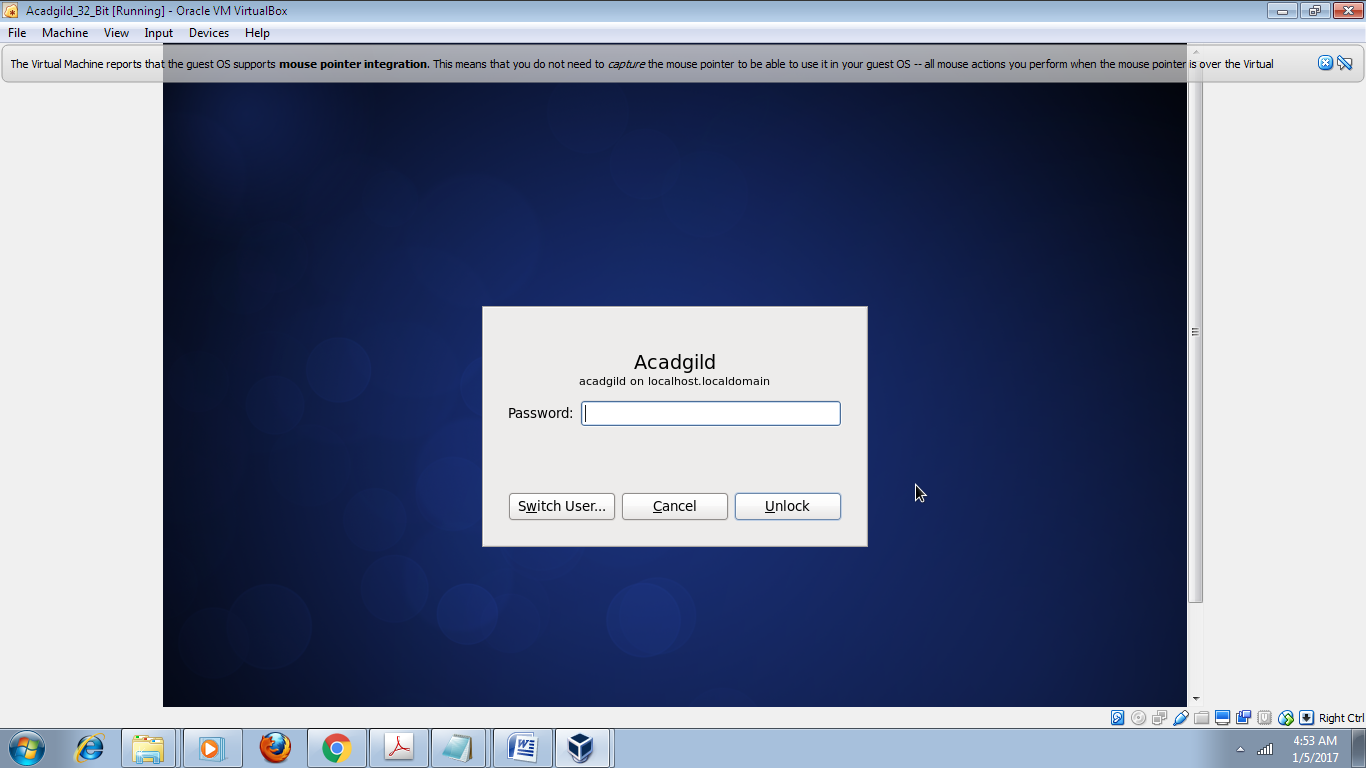 Acadgild_32_Bit [Running] - Oracle VM VirtualBox
File Machine View Input Devices Help
The Virtual Machine reports that the guest OS supports mouse pointer integration. This means that you do not need to capture the mouse pointer to be able to use it in your guest OS -- all mouse actions you perform when the mouse pointer is over the Virtual
Acadgild
acadgild on localhost.localdomain
Password:
Switch User... Cancel Unlock
Right Ctrl
4:53 AM
1/5/2017